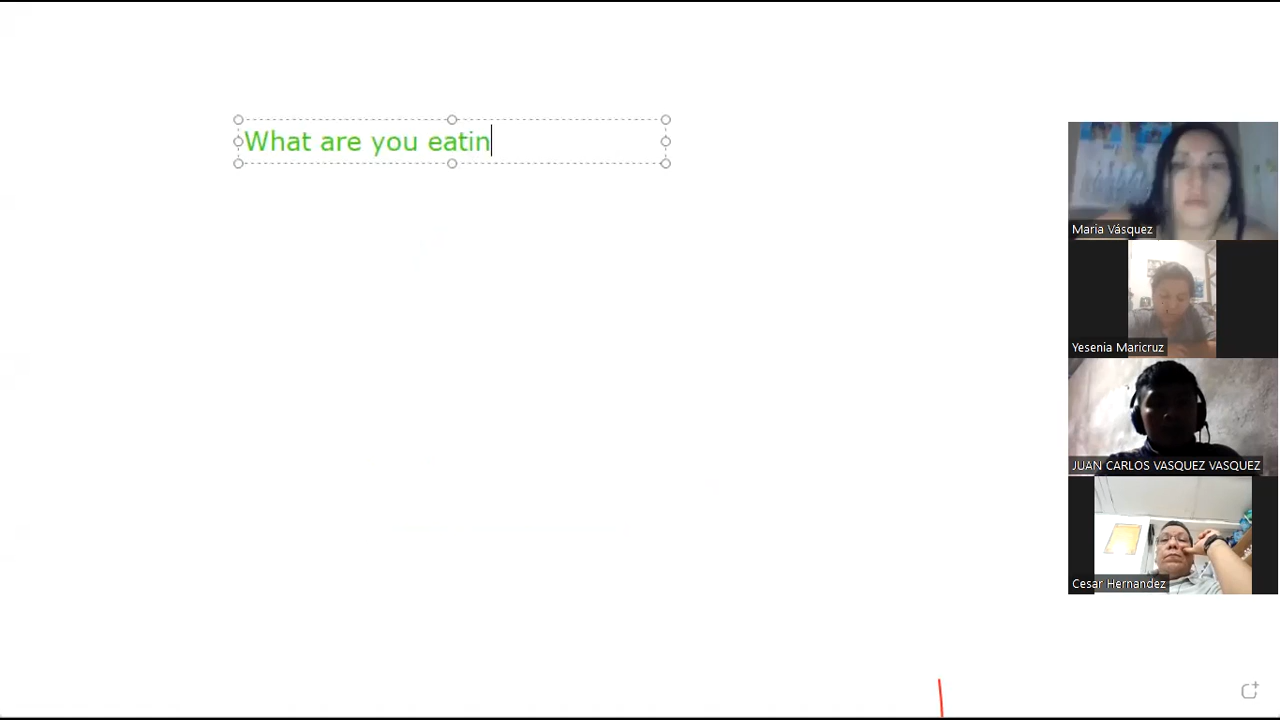 What are you eatin
Maria Vásquez
Yesenia Maricruz
JUAN CARLOS VASQUEZ VASQUEZ
Cesar Hernandez